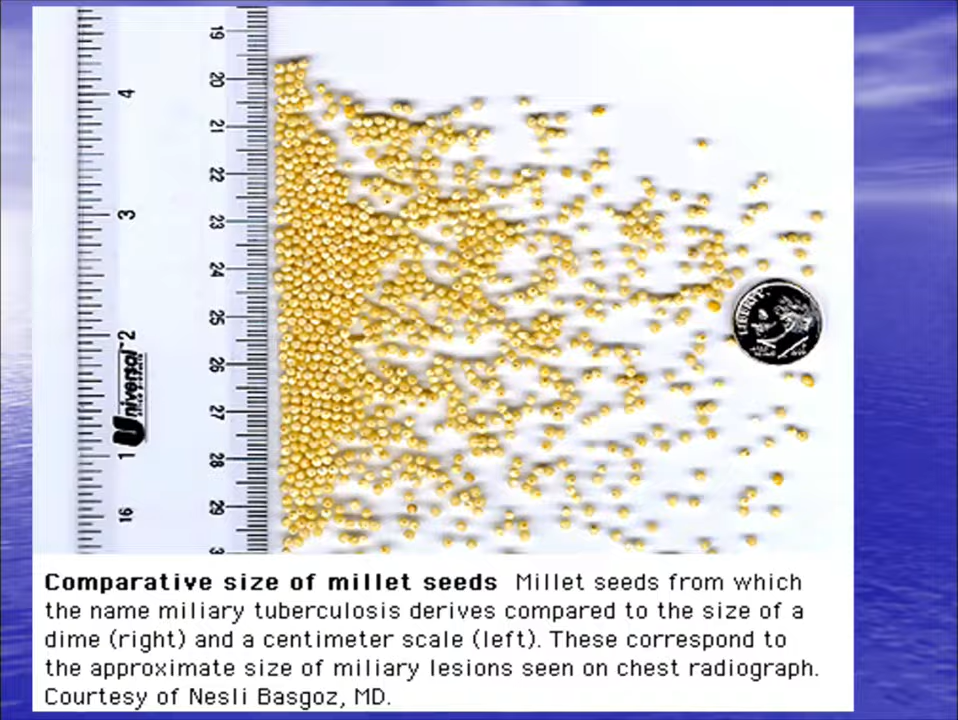 19
20
4
21
22
3
23
24
25
2
26
27
1
28
16
29
3
Universal
LIBERTY
Comparative size of millet seeds Millet seeds from which
the name miliary tuberculosis derives compared to the size of a
dime (right) and a centimeter scale (left). These correspond to
the approximate size of miliary lesions seen on chest radiograph.
Courtesy of Nesli Basgoz, MD.